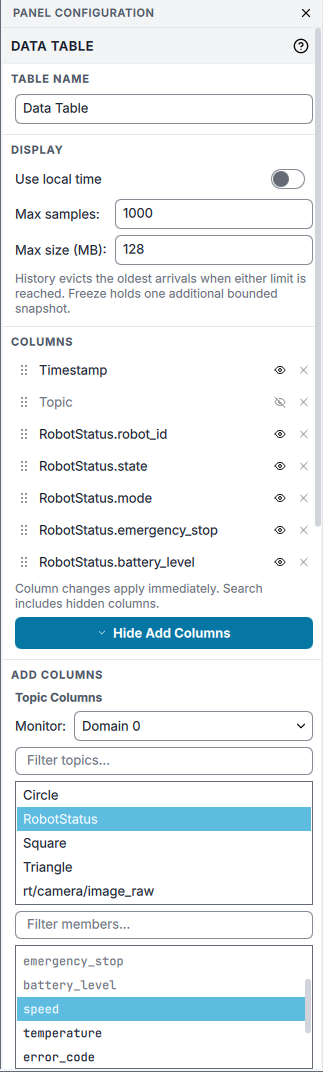 PANEL CONFIGURATION
DATA TABLE
TABLE NAME
Data Table
DISPLAY
Use local time
Max samples: 1000
Max size (MB): 128
History evicts the oldest arrivals when either limit is
reached. Freeze holds one additional bounded
snapshot.
COLUMNS
Timestamp
Topic
RobotStatus.robot_id
RobotStatus.state
RobotStatus.mode
RobotStatus.emergency_stop
RobotStatus.battery_level
Column changes apply immediately. Search
includes hidden columns.
Hide Add Columns
ADD COLUMNS
Topic Columns
Monitor: Domain 0
Filter topics...
Circle
RobotStatus
Square
Triangle
rt/camera/image_raw
Filter members...
emergency_stop
battery_level
speed
temperature
error_code